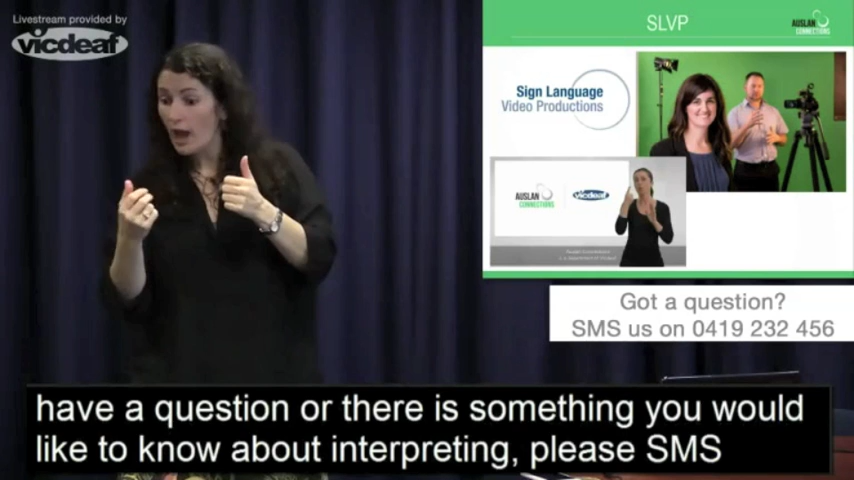 Livestream provided by
vicdeaf
SLVP
AUSLAN
CONNECTIONS
Sign Language
Video Productions
AUSLAN
CONNECTIONS
vicdeaf
Got a question?
SMS us on 0419 232 456
have a question or there is something you would
like to know about interpreting, please SMS